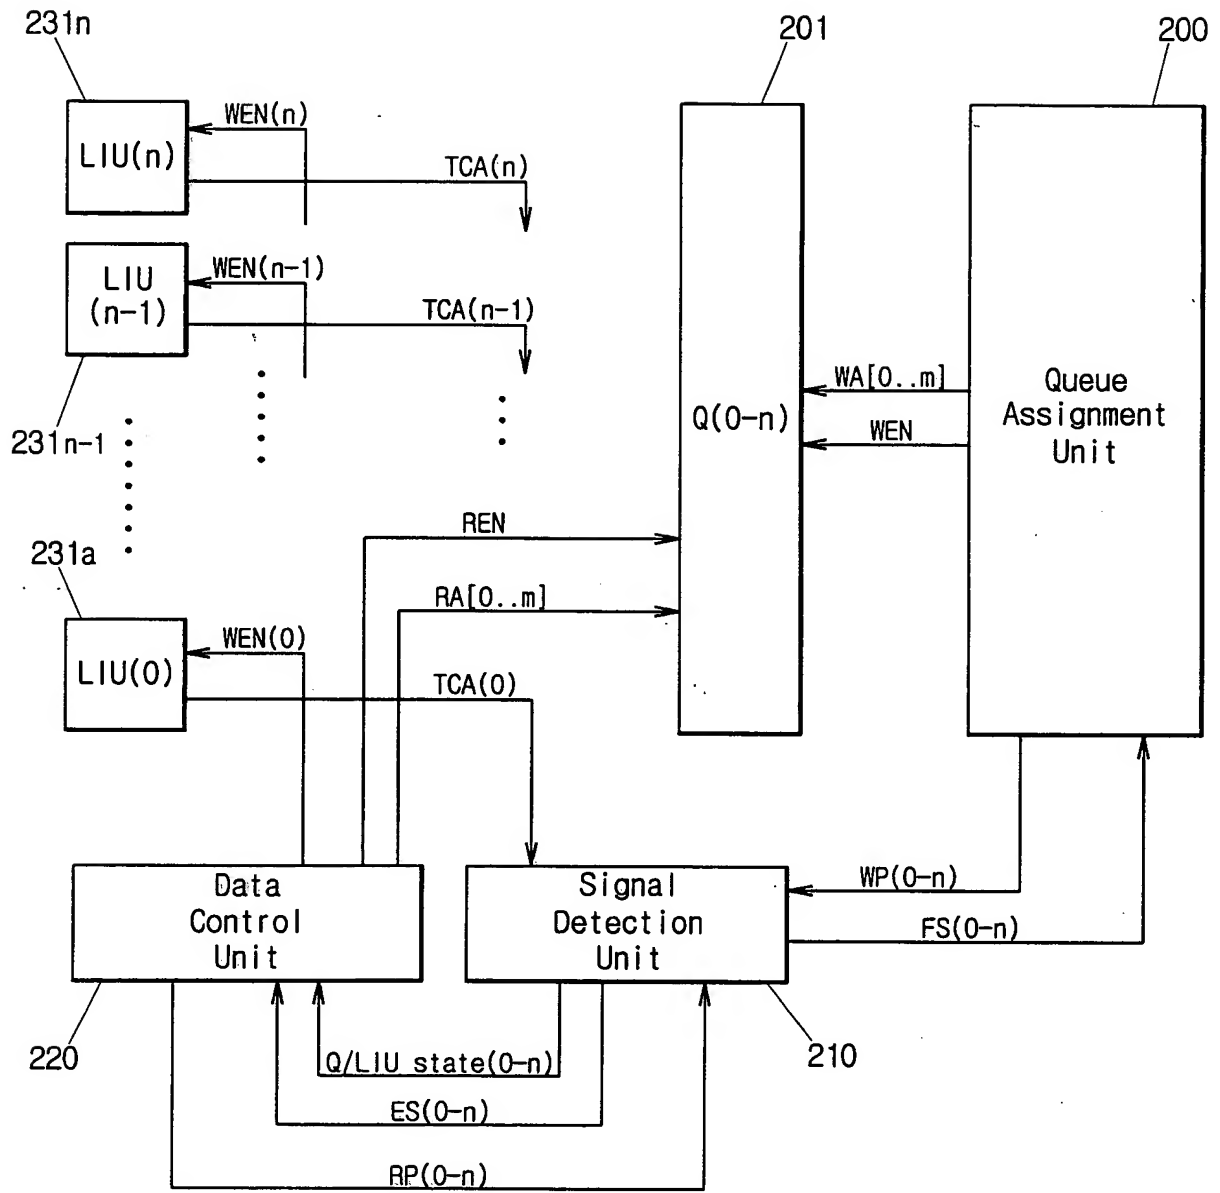 231n
201
200
WEN(n)
LIU(n)
TCA(n)
LIU
(n-1)
WEN(n-1)
TCA(n-1)
WA[0..m]
Queue
Assignment
Unit
Q(0-n)
WEN
231n-1
REN
231a
RA[0..m]
WEN(0)
LIU(0)
TCA(0)
Data
Control
Unit
Signal
Detection
Unit
WP(0-n)
FS(0-n)
220
210
Q/LIU state(0-n)
ES(0-n)
RP(0-n)